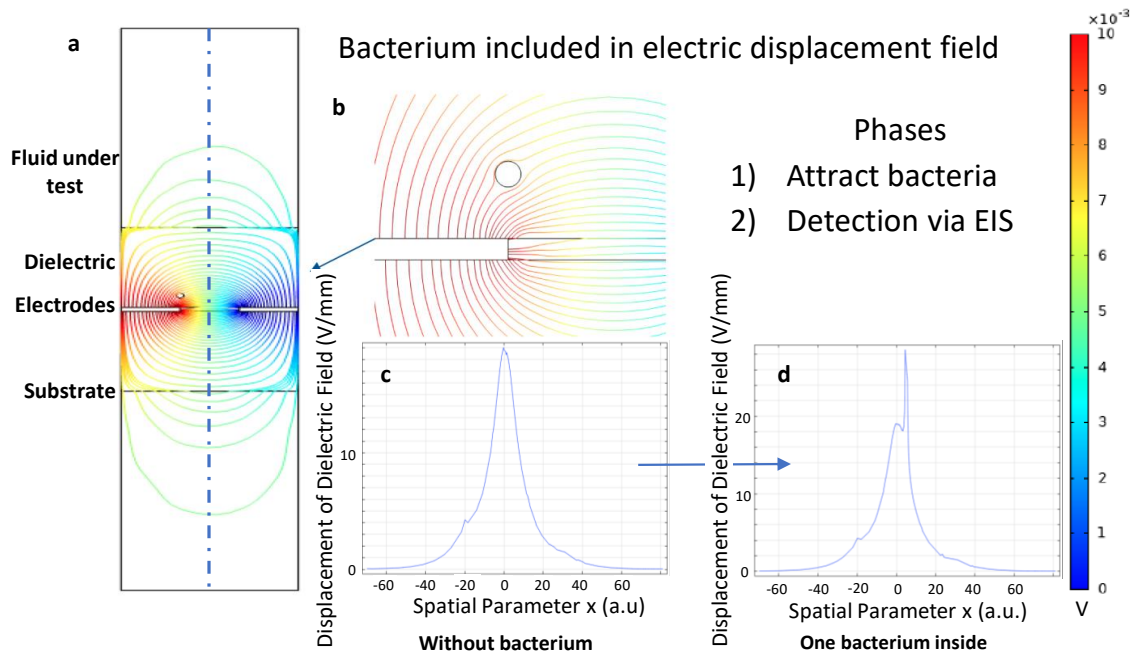 a
Bacterium included in electric displacement field
×10⁻³
10
9
8
7
6
5
4
3
2
1
0
V
b
Phases
1) Attract bacteria
2) Detection via EIS
Fluid under
test
Dielectric
Electrodes
Substrate
c
Displacement of Dielectric Field (V/mm)
10
0
-60
-40
-20
0
20
40
60
Spatial Parameter x (a.u)
Without bacterium
d
Displacement of Dielectric Field (V/mm)
20
10
0
-60
-40
-20
0
20
40
60
Spatial Parameter x (a.u.)
One bacterium inside